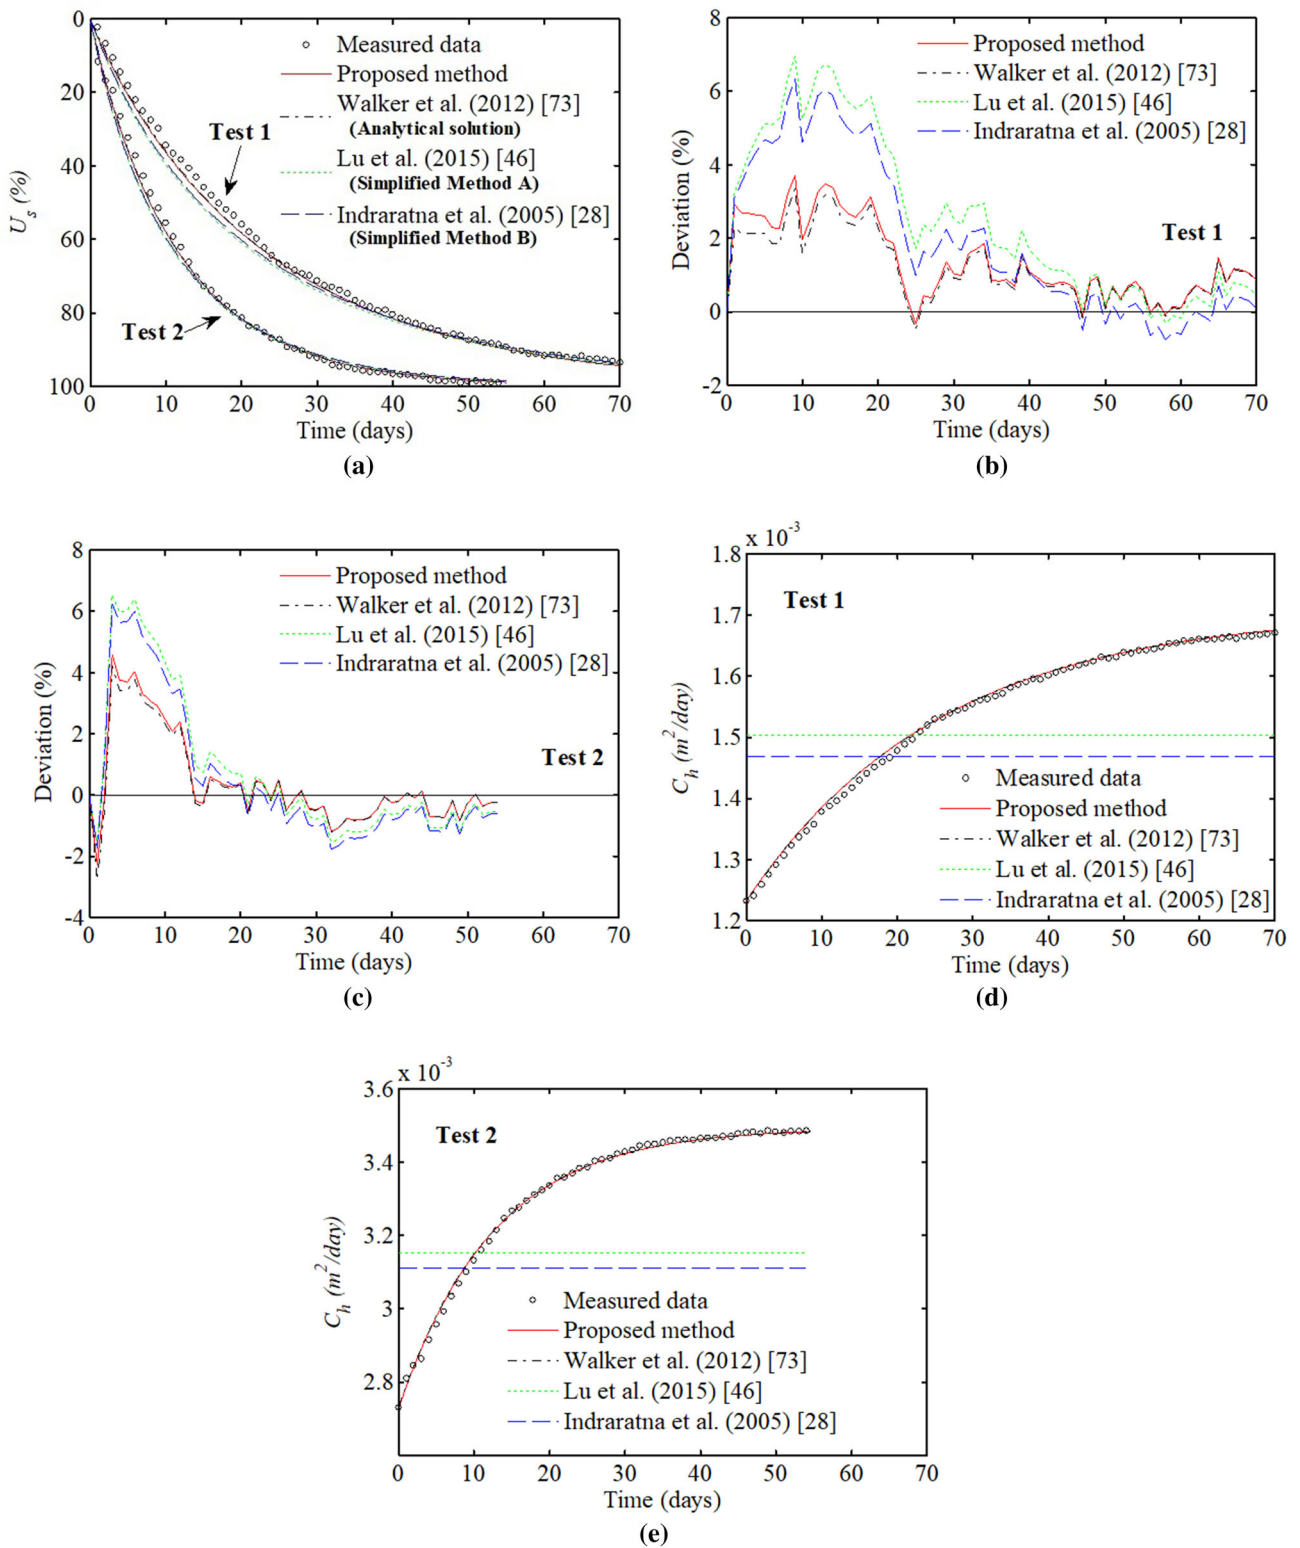 0
20
40
60
80
100
U_s (%)
Measured data
Proposed method
Walker et al. (2012) [73]
(Analytical solution)
Lu et al. (2015) [46]
(Simplified Method A)
Indraratna et al. (2005) [28]
(Simplified Method B)
Test 1
Test 2
0 10 20 30 40 50 60 70
Time (days)
(a)
8
6
4
2
0
-2
Deviation (%)
Proposed method
Walker et al. (2012) [73]
Lu et al. (2015) [46]
Indraratna et al. (2005) [28]
Test 1
0 10 20 30 40 50 60 70
Time (days)
(b)
8
6
4
2
0
-2
-4
Deviation (%)
Proposed method
Walker et al. (2012) [73]
Lu et al. (2015) [46]
Indraratna et al. (2005) [28]
Test 2
0 10 20 30 40 50 60 70
Time (days)
(c)
x 10^-3
1.8
1.7
1.6
1.5
1.4
1.3
1.2
C_h (m^2/day)
Test 1
Measured data
Proposed method
Walker et al. (2012) [73]
Lu et al. (2015) [46]
Indraratna et al. (2005) [28]
0 10 20 30 40 50 60 70
Time (days)
(d)
x 10^-3
3.6
3.4
3.2
3
2.8
C_h (m^2/day)
Test 2
Measured data
Proposed method
Walker et al. (2012) [73]
Lu et al. (2015) [46]
Indraratna et al. (2005) [28]
0 10 20 30 40 50 60 70
Time (days)
(e)